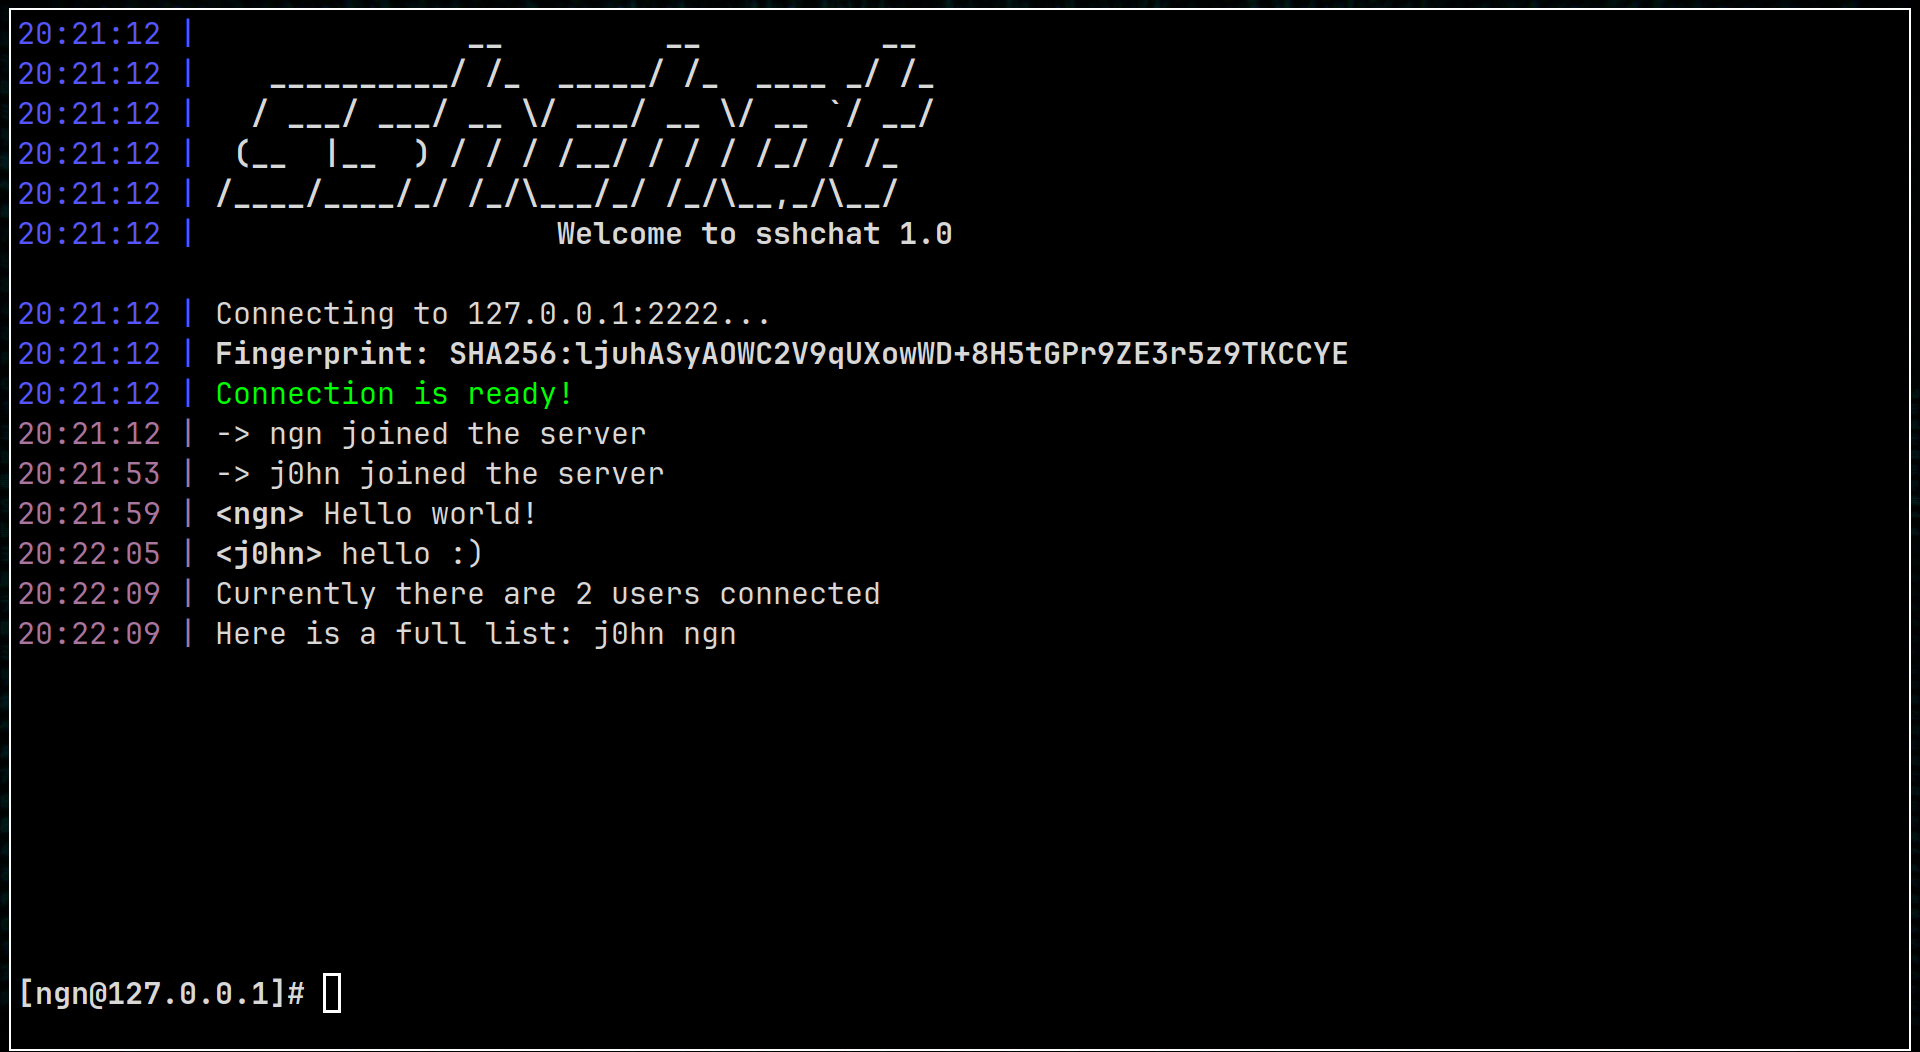 20:21:12 |                __         __          __
20:21:12 |     __________/ /_  _____/ /_  ____ _/ /_
20:21:12 |    / ___/ ___/ __ \/ ___/ __ \/ __ `/ __/
20:21:12 |   (__  |__  ) / / / /__/ / / / /_/ / /_
20:21:12 |  /____/____/_/ /_/\___/_/ /_/\__,_/\__/
20:21:12 |                     Welcome to sshchat 1.0
20:21:12 | Connecting to 127.0.0.1:2222...
20:21:12 | Fingerprint: SHA256:ljuhASyAOWC2V9qUXowWD+8H5tGPr9ZE3r5z9TKCCYE
20:21:12 | Connection is ready!
20:21:12 | -> ngn joined the server
20:21:53 | -> j0hn joined the server
20:21:59 | <ngn> Hello world!
20:22:05 | <j0hn> hello :)
20:22:09 | Currently there are 2 users connected
20:22:09 | Here is a full list: j0hn ngn
[ngn@127.0.0.1]#